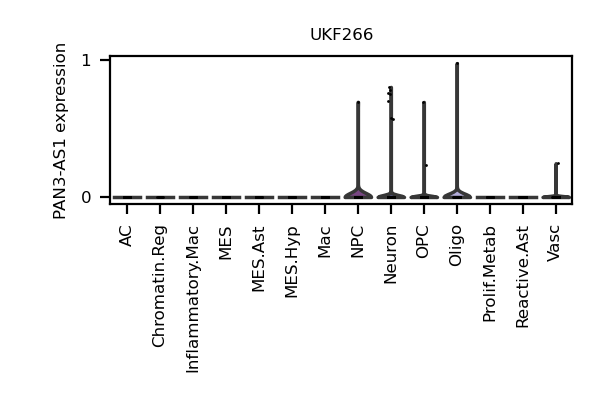 UKF266
PAN3-AS1 expression
1
0
AC
Chromatin.Reg
Inflammatory.Mac
MES
MES.Ast
MES.Hyp
Mac
NPC
Neuron
OPC
Oligo
Prolif.Metab
Reactive.Ast
Vasc